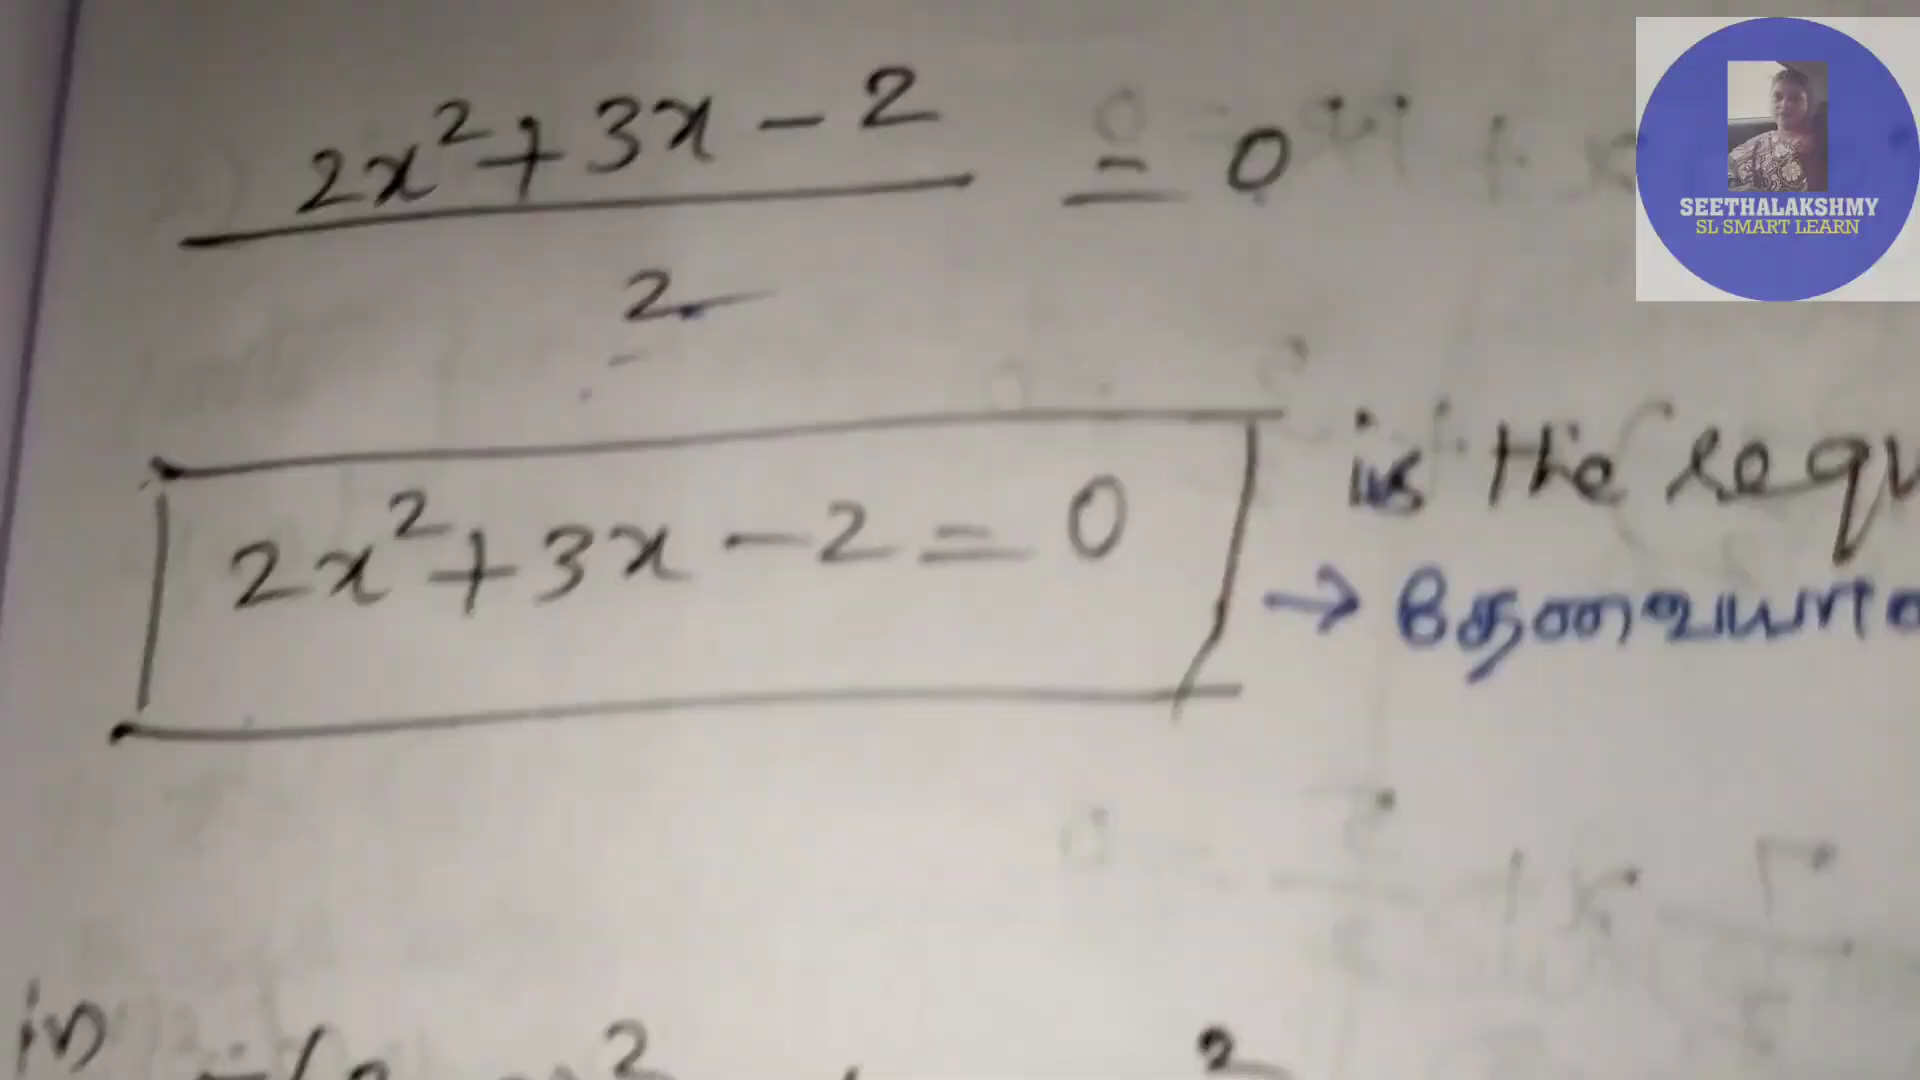 2x² + 3x - 2 = 0
2
2x² + 3x - 2 = 0 is the
→
SEETHALAKSHMY
SL SMART LEARN